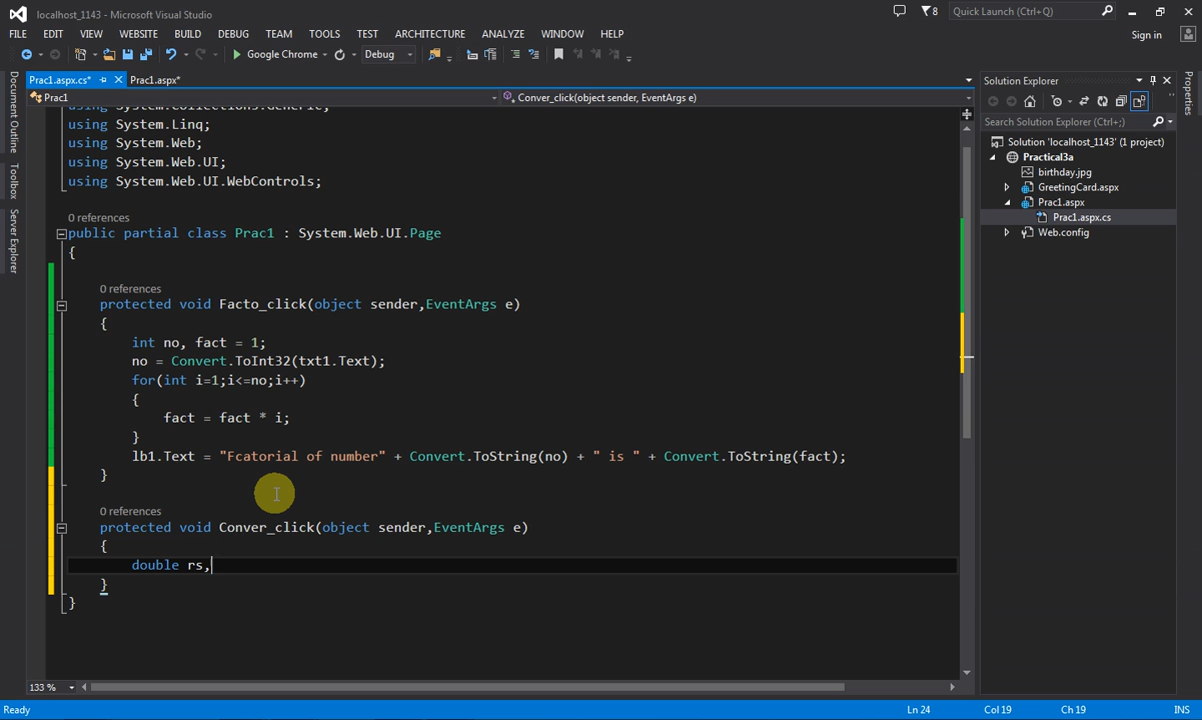 localhost_1143 - Microsoft Visual Studio
8
Quick Launch (Ctrl+Q)
FILE EDIT VIEW WEBSITE BUILD DEBUG TEAM TOOLS TEST ARCHITECTURE ANALYZE WINDOW HELP
Sign in
Google Chrome
Debug
Prac1.aspx.cs*
Prac1.aspx*
Prac1
Conver_click(object sender, EventArgs e)
Document Outline
Toolbox
Server Explorer
using System.Collections.Generic;
using System.Linq;
using System.Web;
using System.Web.UI;
using System.Web.UI.WebControls;
0 references
public partial class Prac1 : System.Web.UI.Page
{
0 references
protected void Facto_click(object sender,EventArgs e)
{
int no, fact = 1;
no = Convert.ToInt32(txt1.Text);
for(int i=1;i<=no;i++)
{
fact = fact * i;
}
lb1.Text = "Fcatorial of number" + Convert.ToString(no) + " is " + Convert.ToString(fact);
}
0 references
protected void Conver_click(object sender,EventArgs e)
{
double rs,
}
}
133 %
Solution Explorer
Search Solution Explorer (Ctrl+;)
Solution 'localhost_1143' (1 project)
Practical3a
birthday.jpg
GreetingCard.aspx
Prac1.aspx
Prac1.aspx.cs
Web.config
Properties
Ready
Ln 24
Col 19
Ch 19
INS